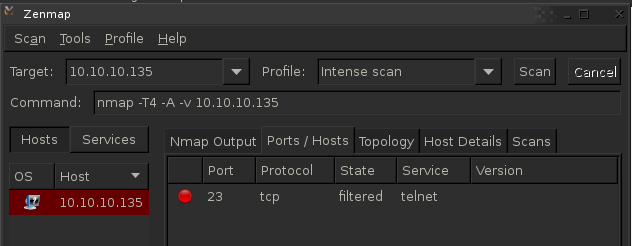 Zenmap
Scan Tools Profile Help
Target: 10.10.10.135 Profile: Intense scan Scan Cancel
Command: nmap -T4 -A -v 10.10.10.135
Hosts Services Nmap Output Ports / Hosts Topology Host Details Scans
OS Host Port Protocol State Service Version
10.10.10.135 23 tcp filtered telnet